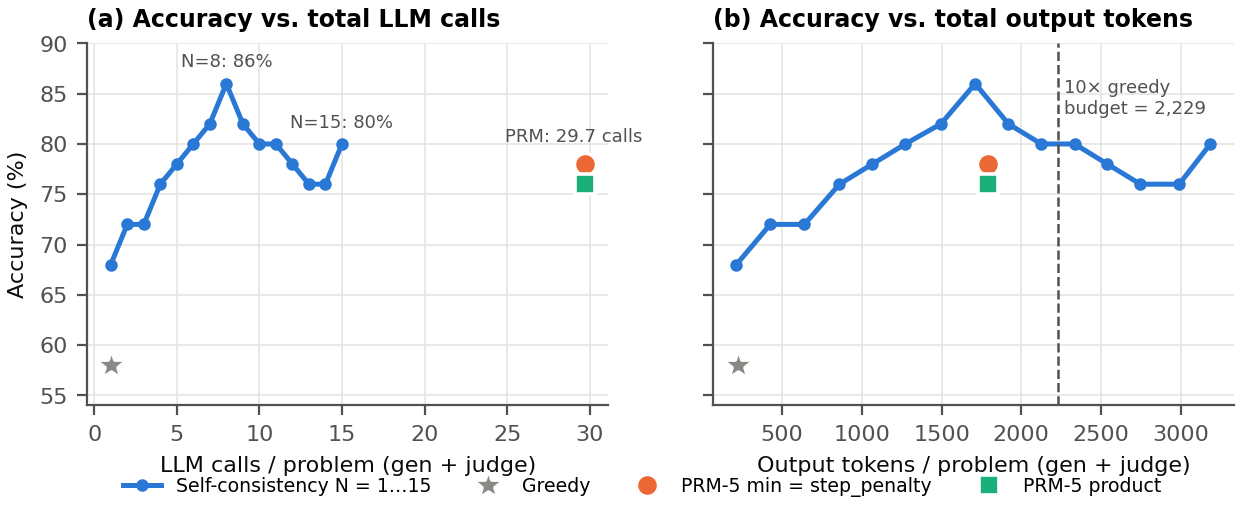 (a) Accuracy vs. total LLM calls
Accuracy (%)
90
85
80
75
70
65
60
55
N=8: 86%
N=15: 80%
PRM: 29.7 calls
0 5 10 15 20 25 30
LLM calls / problem (gen + judge)
(b) Accuracy vs. total output tokens
10× greedy
budget = 2,229
500 1000 1500 2000 2500 3000
Output tokens / problem (gen + judge)
Self-consistency N = 1…15 Greedy PRM-5 min = step_penalty PRM-5 product